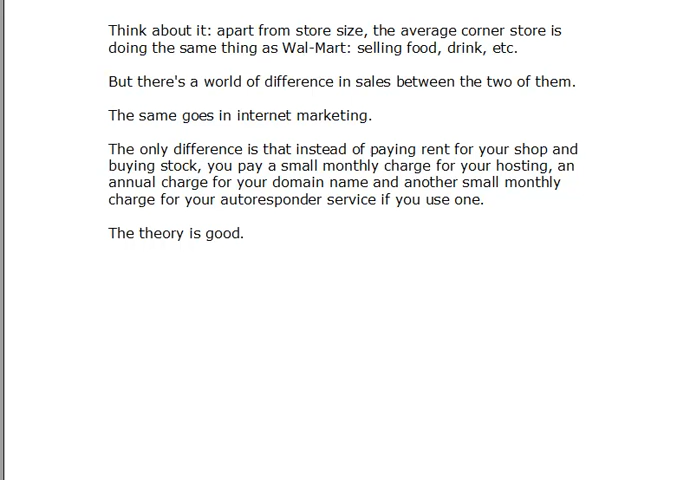 Think about it: apart from store size, the average corner store is
doing the same thing as Wal-Mart: selling food, drink, etc.
But there's a world of difference in sales between the two of them.
The same goes in internet marketing.
The only difference is that instead of paying rent for your shop and
buying stock, you pay a small monthly charge for your hosting, an
annual charge for your domain name and another small monthly
charge for your autoresponder service if you use one.
The theory is good.